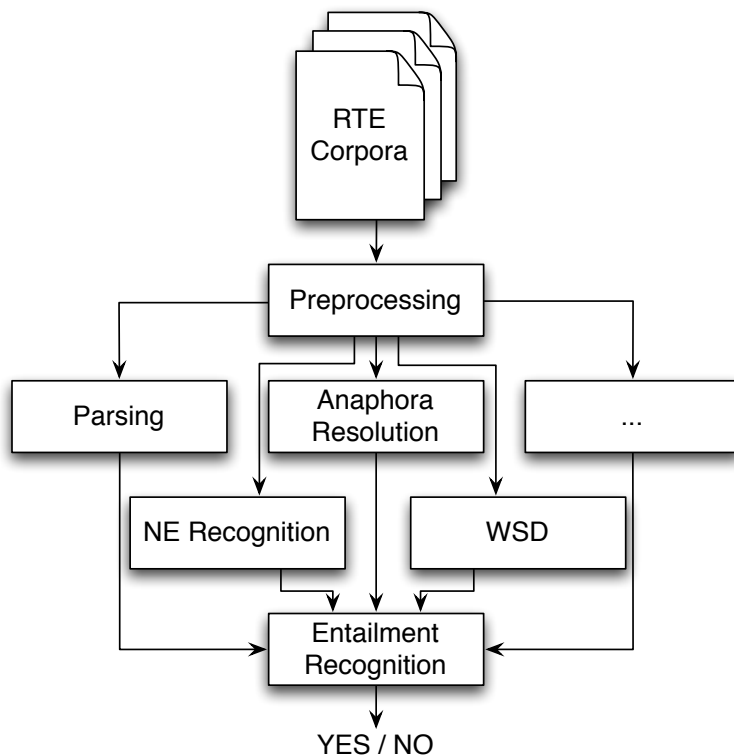 RTE
Corpora
Preprocessing
Parsing
Anaphora
Resolution
...
NE Recognition
WSD
Entailment
Recognition
YES / NO